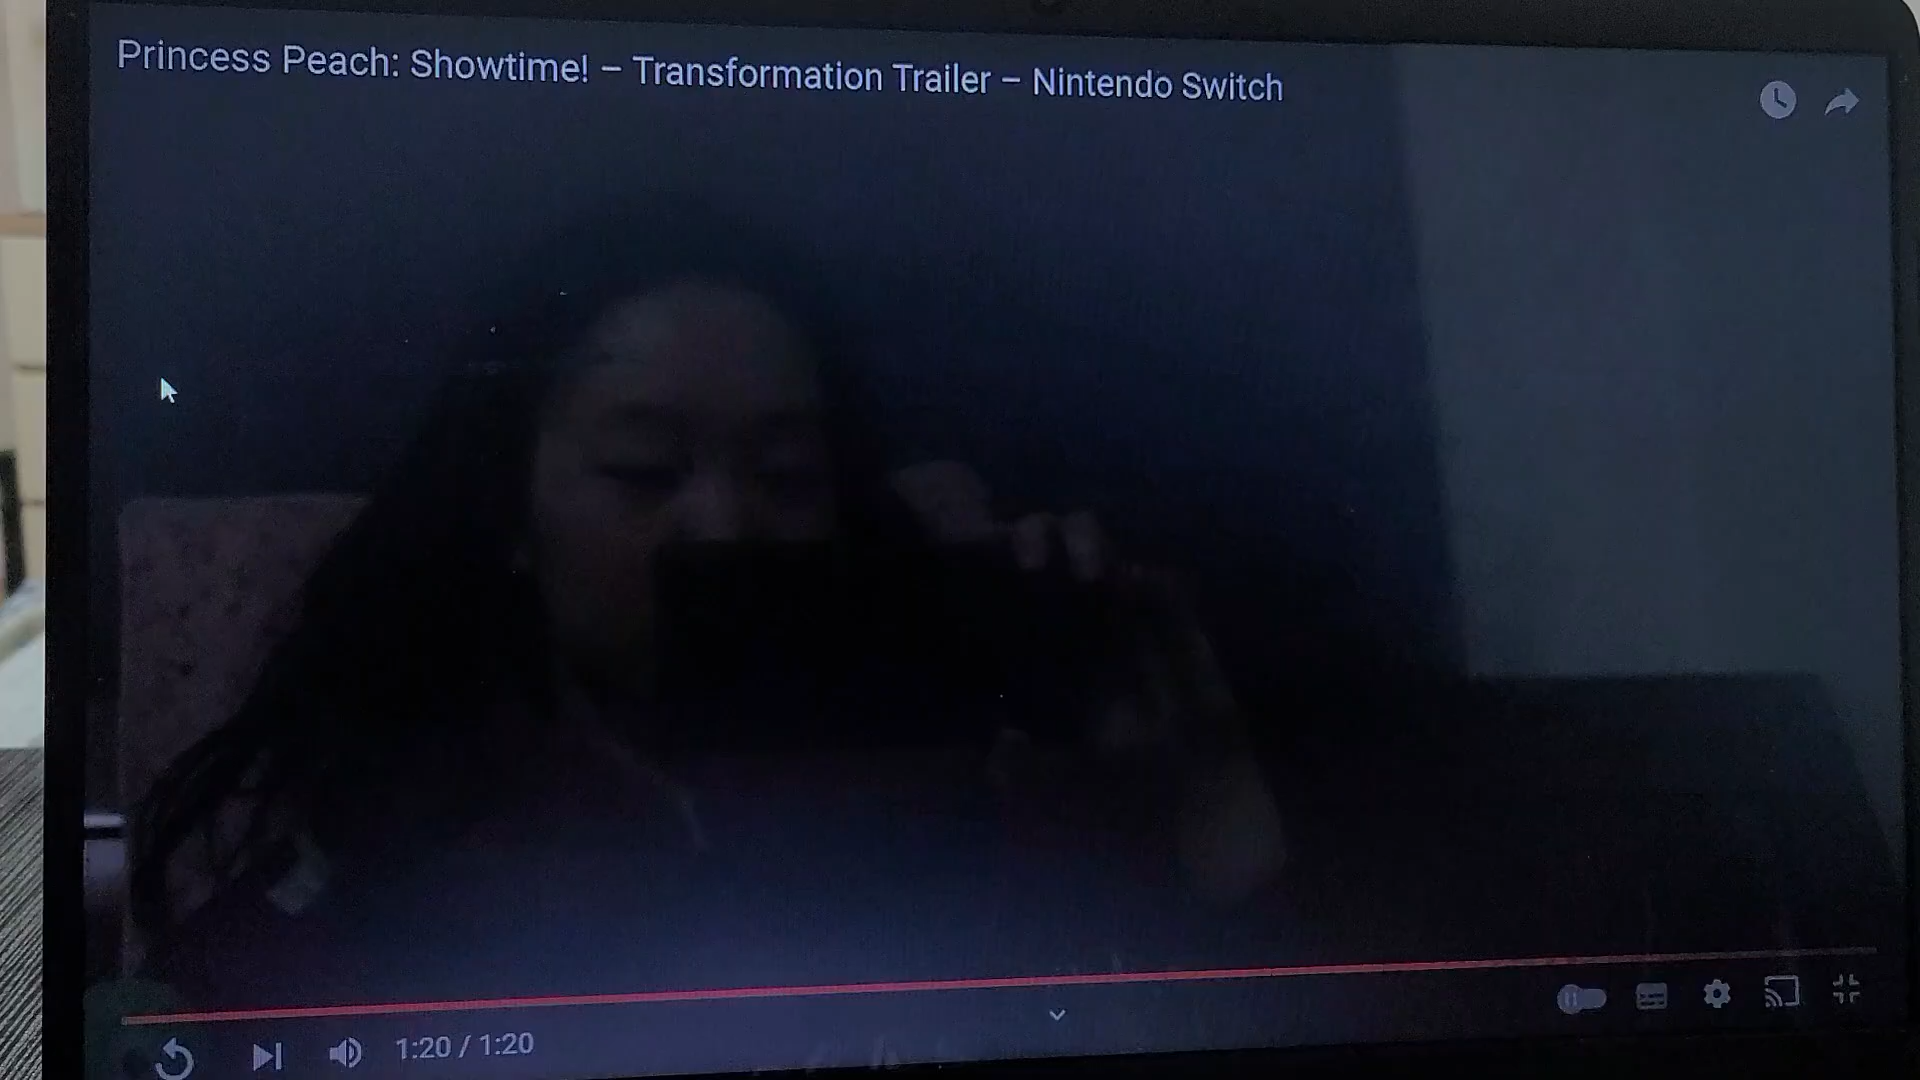 Princess Peach: Showtime! – Transformation Trailer – Nintendo Switch
1:20 / 1:20